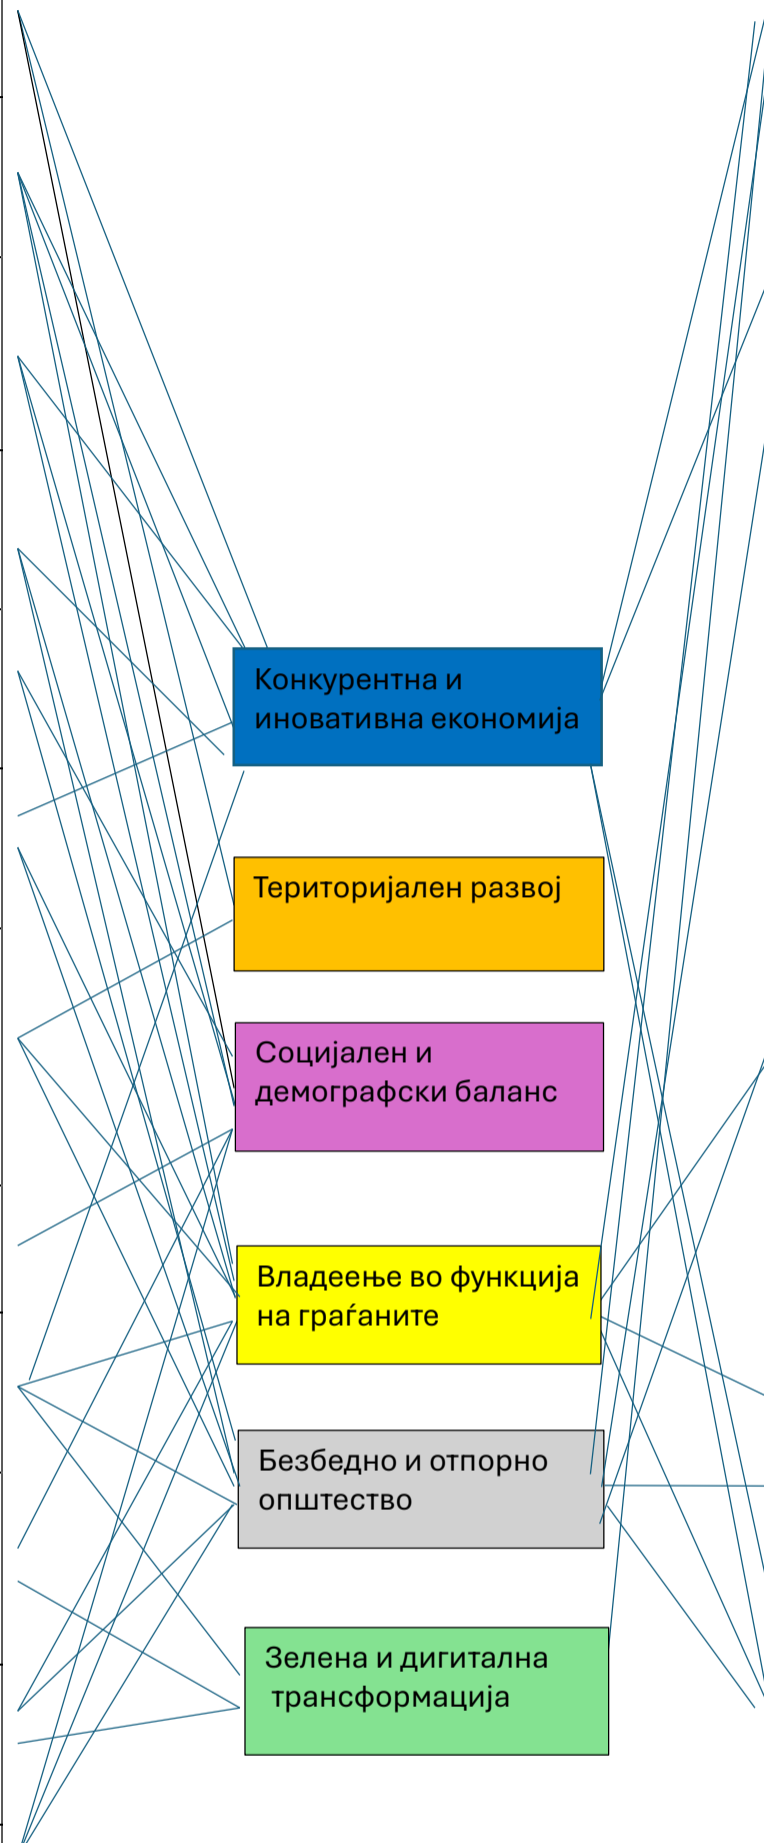 Конкурентна и
иновативна економија
Територијален развој
Социјален и
демографски баланс
Владеење во функција
на граѓаните
Безбедно и отпорно
општество
Зелена и дигитална
трансформација